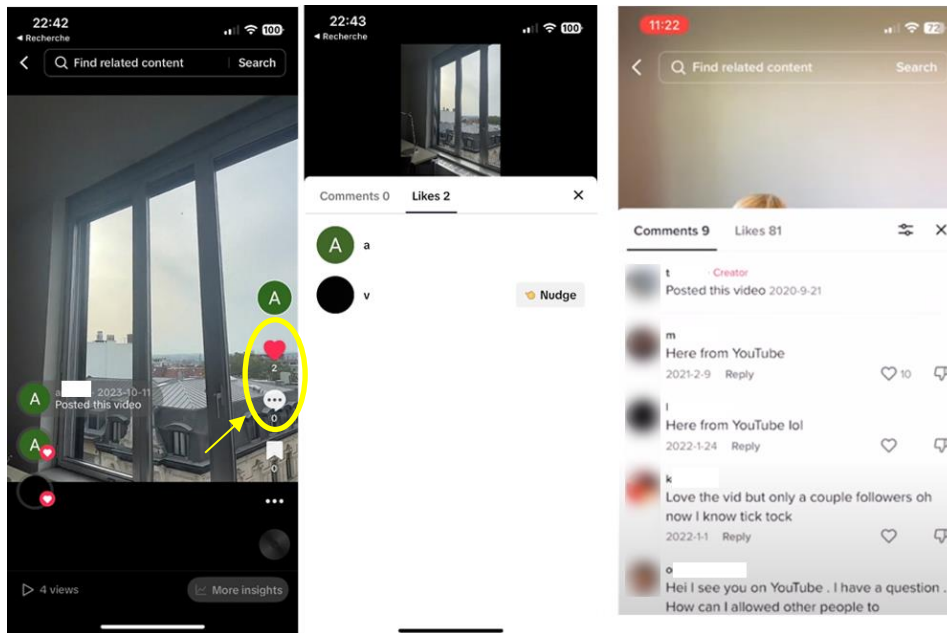 22:42
◄ Recherche
100
Find related content
Search
A
2
0
a 2023-10-11
A
Posted this video
0
A
4 views
More insights
22:43
◄ Recherche
100
Comments 0
Likes 2
A
a
v
Nudge
11:22
72
Find related content
Search
Comments 9
Likes 81
t · Creator
Posted this video 2020-9-21
m
Here from YouTube
2021-2-9 Reply
10
l
Here from YouTube lol
2022-1-24 Reply
k
Love the vid but only a couple followers oh
now I know tick tock
2022-1-1 Reply
o
Hei I see you on YouTube . I have a question .
How can I allowed other people to